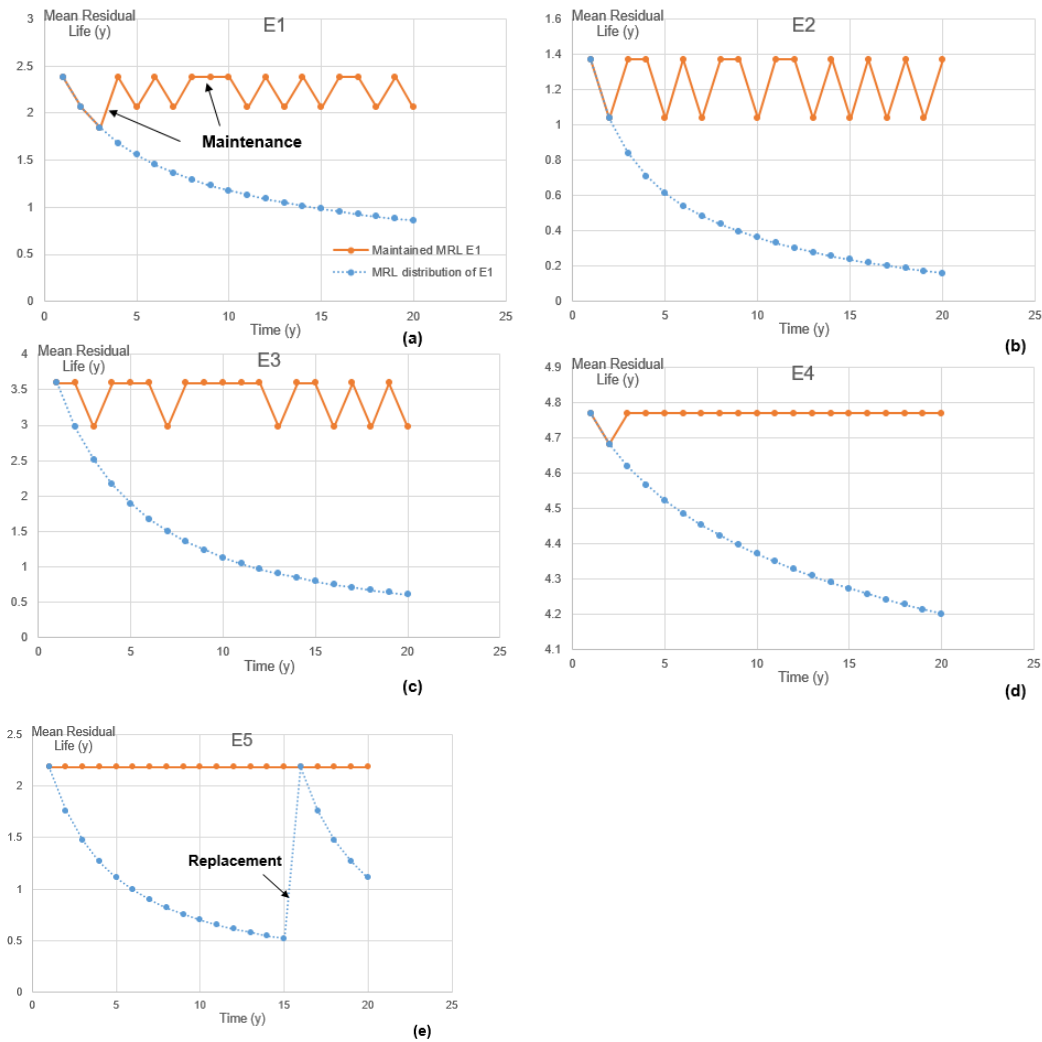 Mean Residual
Life (y)
E1
3
2.5
2
1.5
1
0.5
0
Maintenance
Maintained MRL E1
MRL distribution of E1
0 5 10 15 20 25
Time (y)
(a)
Mean Residual
Life (y)
E2
1.6
1.4
1.2
1
0.8
0.6
0.4
0.2
0
0 5 10 15 20 25
Time (y)
(b)
Mean Residual
Life (y)
E3
4
3.5
3
2.5
2
1.5
1
0.5
0
0 5 10 15 20 25
Time (y)
(c)
Mean Residual
Life (y)
E4
4.9
4.8
4.7
4.6
4.5
4.4
4.3
4.2
4.1
0 5 10 15 20 25
Time (y)
(d)
Mean Residual
Life (y)
E5
2.5
2
1.5
1
0.5
0
Replacement
0 5 10 15 20 25
Time (y)
(e)